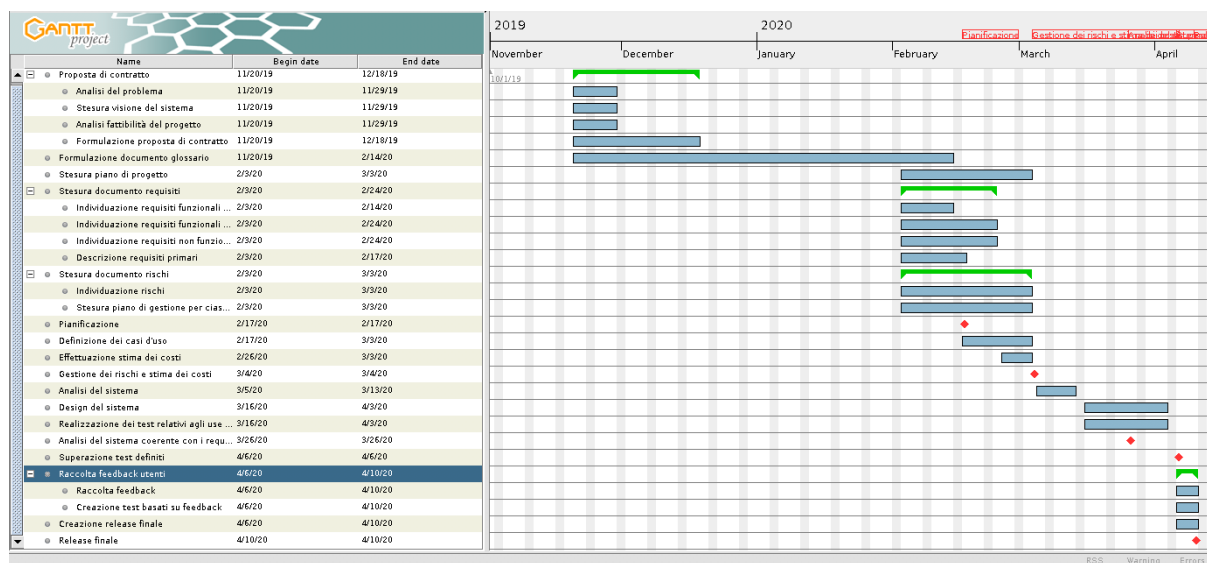 GANTT
project
2019
2020
Pianificazione
November
December
January
February
March
April
10/1/19
Name
Begin date
End date
Proposta di contratto 11/20/19 12/18/19
Analisi del problema 11/20/19 11/29/19
Stesura visione del sistema 11/20/19 11/29/19
Analisi fattibilità del progetto 11/20/19 11/29/19
Formulazione proposta di contratto 11/20/19 12/18/19
Formulazione documento glossario 11/20/19 2/14/20
Stesura piano di progetto 2/3/20 3/3/20
Stesura documento requisiti 2/3/20 2/24/20
Individuazione requisiti funzionali ... 2/3/20 2/14/20
Individuazione requisiti funzionali ... 2/3/20 2/24/20
Individuazione requisiti non funzio... 2/3/20 2/24/20
Descrizione requisiti primari 2/3/20 2/17/20
Stesura documento rischi 2/3/20 3/3/20
Individuazione rischi 2/3/20 3/3/20
Stesura piano di gestione per cias... 2/3/20 3/3/20
Pianificazione 2/17/20 2/17/20
Definizione dei casi d'uso 2/17/20 3/3/20
Effettuazione stima dei costi 2/26/20 3/3/20
Gestione dei rischi e stima dei costi 3/4/20 3/4/20
Analisi del sistema 3/5/20 3/13/20
Design del sistema 3/16/20 4/3/20
Realizzazione dei test relativi agli use ... 3/16/20 4/3/20
Analisi del sistema coerente con i requ... 3/26/20 3/26/20
Superazione test definiti 4/6/20 4/6/20
Raccolta feedback utenti 4/6/20 4/10/20
Raccolta feedback 4/6/20 4/10/20
Creazione test basati su feedback 4/6/20 4/10/20
Creazione release finale 4/6/20 4/10/20
Release finale 4/10/20 4/10/20
Gestione dei rischi e
RSS Warning Errors